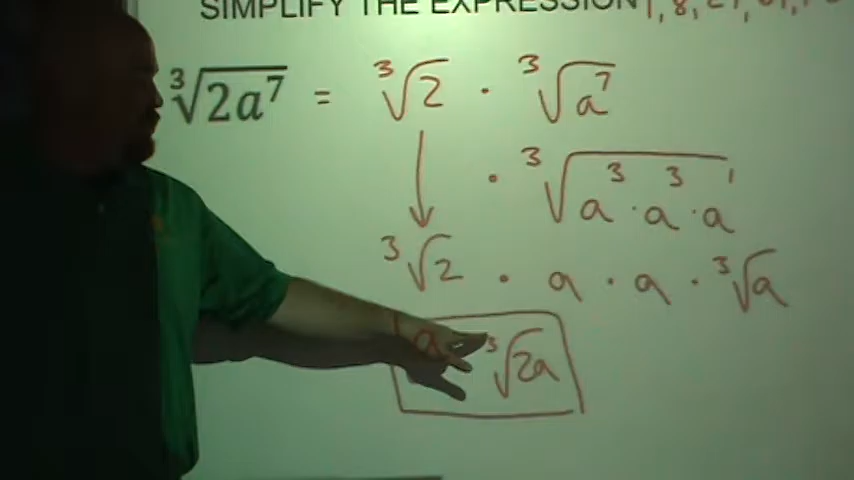 SIMPLIFY THE EXPRESSION 1, 8, 27,
∛(2a⁷) = ∛2 · ∛(a⁷)
· ∛(a³ · a³ · a¹)
∛2 · a · a · ∛a
a ∛(2a)